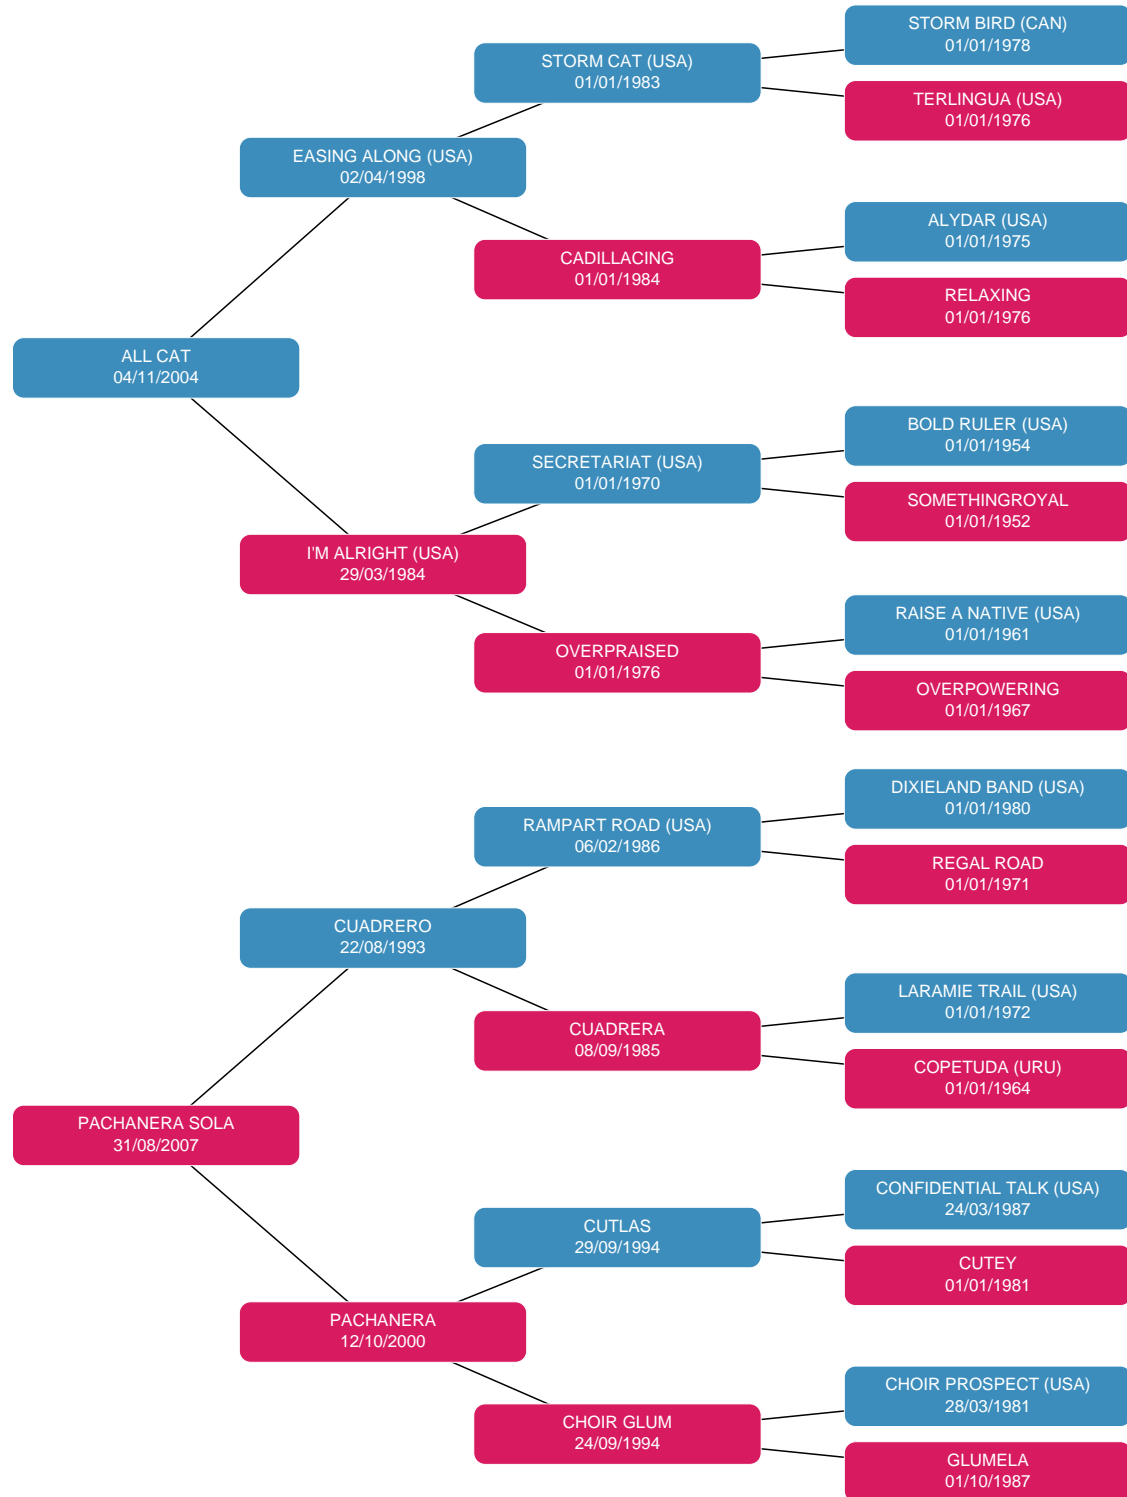 STORM BIRD (CAN)
01/01/1978
STORM CAT (USA)
01/01/1983
TERLINGUA (USA)
01/01/1976
EASING ALONG (USA)
02/04/1998
ALYDAR (USA)
01/01/1975
CADILLACING
01/01/1984
RELAXING
01/01/1976
ALL CAT
04/11/2004
BOLD RULER (USA)
01/01/1954
SECRETARIAT (USA)
01/01/1970
SOMETHINGROYAL
01/01/1952
I'M ALRIGHT (USA)
29/03/1984
RAISE A NATIVE (USA)
01/01/1961
OVERPRAISED
01/01/1976
OVERPOWERING
01/01/1967
DIXIELAND BAND (USA)
01/01/1980
RAMPART ROAD (USA)
06/02/1986
REGAL ROAD
01/01/1971
CUADRERO
22/08/1993
LARAMIE TRAIL (USA)
01/01/1972
CUADRERA
08/09/1985
COPETUDA (URU)
01/01/1964
PACHANERA SOLA
31/08/2007
CONFIDENTIAL TALK (USA)
24/03/1987
CUTLAS
29/09/1994
CUTEY
01/01/1981
PACHANERA
12/10/2000
CHOIR PROSPECT (USA)
28/03/1981
CHOIR GLUM
24/09/1994
GLUMELA
01/10/1987